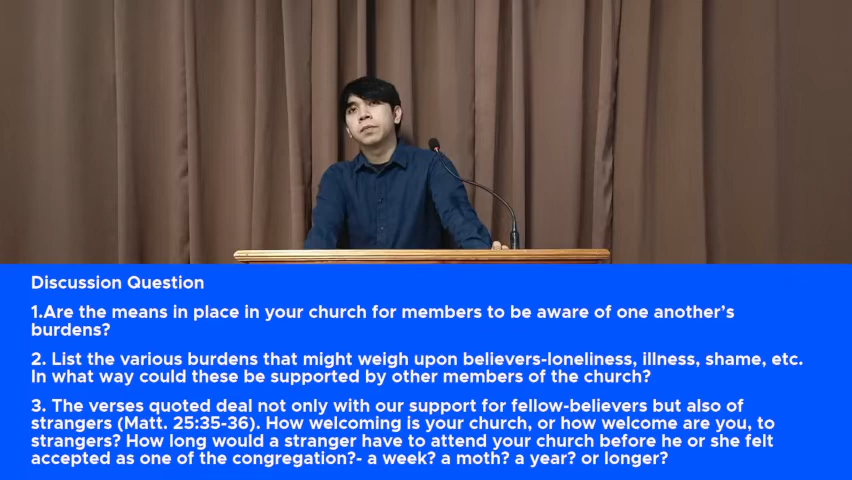 Discussion Question
1.Are the means in place in your church for members to be aware of one another's
burdens?
2. List the various burdens that might weigh upon believers-loneliness, illness, shame, etc.
In what way could these be supported by other members of the church?
3. The verses quoted deal not only with our support for fellow-believers but also of
strangers (Matt. 25:35-36). How welcoming is your church, or how welcome are you, to
strangers? How long would a stranger have to attend your church before he or she felt
accepted as one of the congregation?- a week? a moth? a year? or longer?